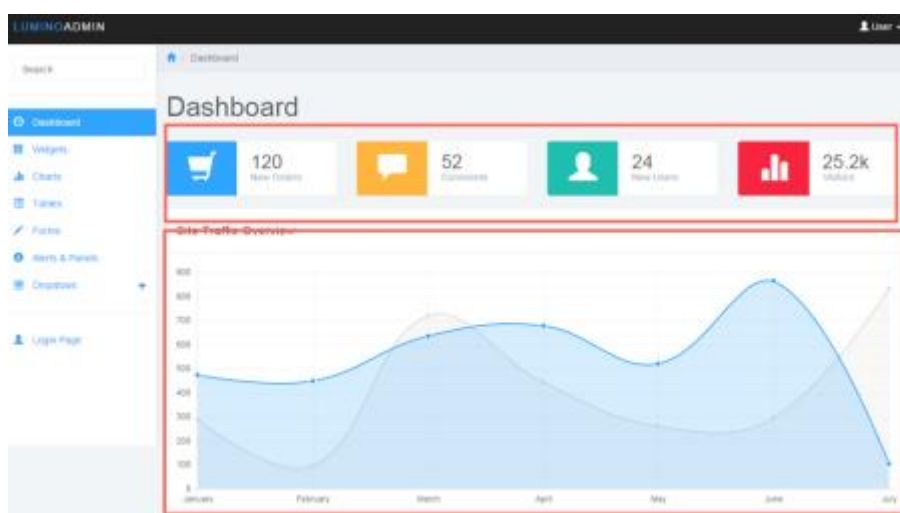 LUMINOADMIN
User
Search
Dashboard
Dashboard
Dashboard
Widgets
Charts
Tables
Forms
Alerts & Panels
Dropdown
Login Page
120
New Orders
52
Comments
24
New Users
25.2k
Visitors
Site Traffic Overview
900
800
700
600
500
400
300
200
100
0
January February March April May June July